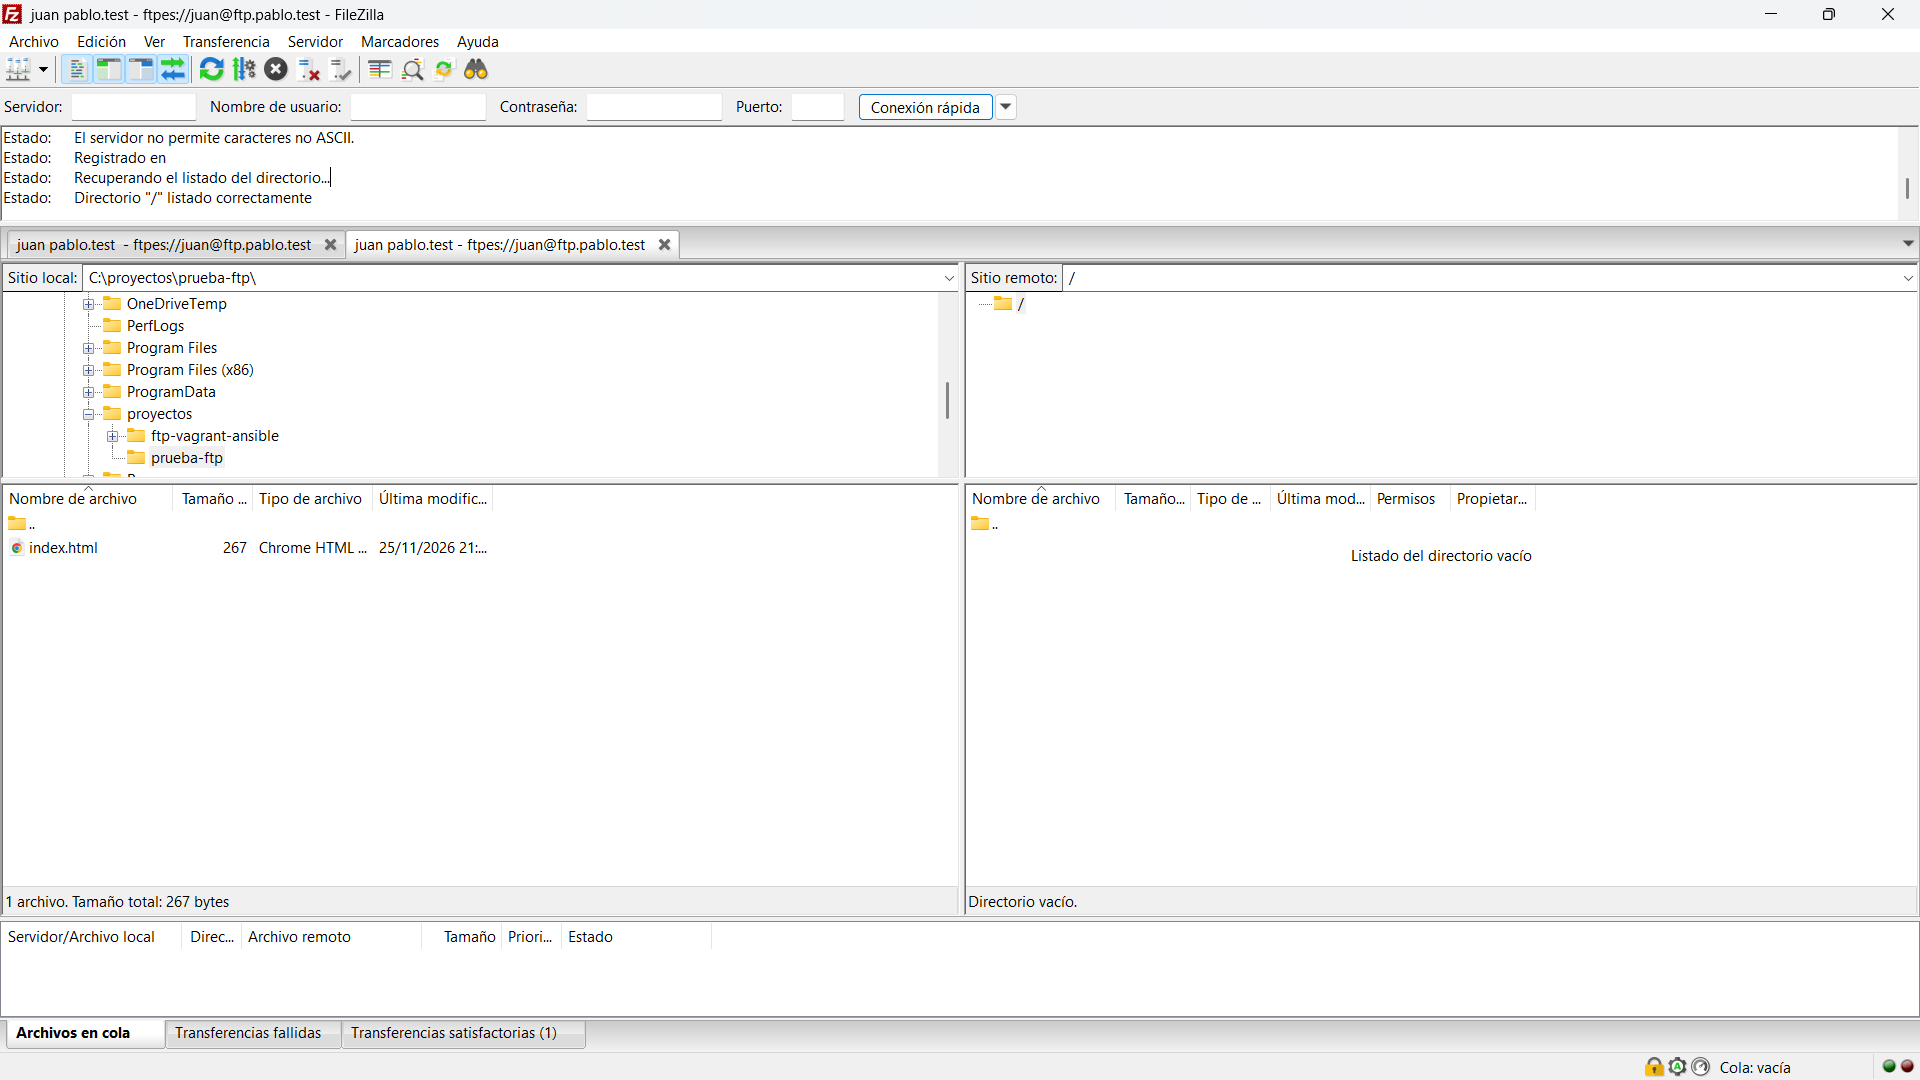 juan pablo.test - ftpes://juan@ftp.pablo.test - FileZilla
Archivo Edición Ver Transferencia Servidor Marcadores Ayuda
Servidor: Nombre de usuario: Contraseña: Puerto: Conexión rápida
Estado: El servidor no permite caracteres no ASCII.
Estado: Registrado en
Estado: Recuperando el listado del directorio...
Estado: Directorio "/" listado correctamente
juan pablo.test - ftpes://juan@ftp.pablo.test juan pablo.test - ftpes://juan@ftp.pablo.test
Sitio local: C:\proyectos\prueba-ftp\
OneDriveTemp
PerfLogs
Program Files
Program Files (x86)
ProgramData
proyectos
ftp-vagrant-ansible
prueba-ftp
Sitio remoto: /
/
Nombre de archivo Tamaño ... Tipo de archivo Última modific...
..
index.html 267 Chrome HTML ... 25/11/2026 21:...
1 archivo. Tamaño total: 267 bytes
Nombre de archivo Tamaño... Tipo de ... Última mod... Permisos Propietar...
..
Listado del directorio vacío
Directorio vacío.
Servidor/Archivo local Direc... Archivo remoto Tamaño Priori... Estado
Archivos en cola Transferencias fallidas Transferencias satisfactorias (1)
Cola: vacía